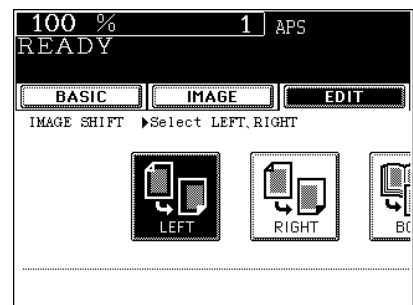 100 % 1 APS
READY
BASIC IMAGE EDIT
IMAGE SHIFT ▶Select LEFT, RIGHT
LEFT RIGHT